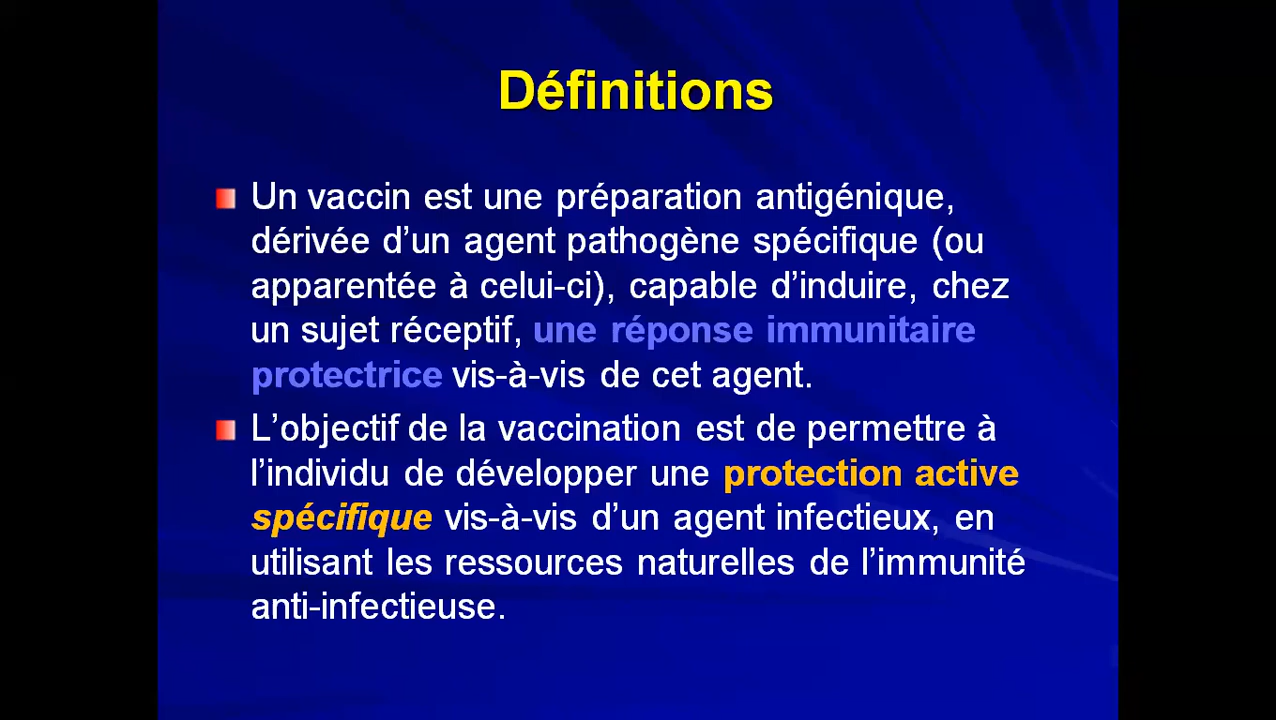 Définitions
Un vaccin est une préparation antigénique,
dérivée d’un agent pathogène spécifique (ou
apparentée à celui-ci), capable d’induire, chez
un sujet réceptif, une réponse immunitaire
protectrice vis-à-vis de cet agent.
L’objectif de la vaccination est de permettre à
l’individu de développer une protection active
spécifique vis-à-vis d’un agent infectieux, en
utilisant les ressources naturelles de l’immunité
anti-infectieuse.